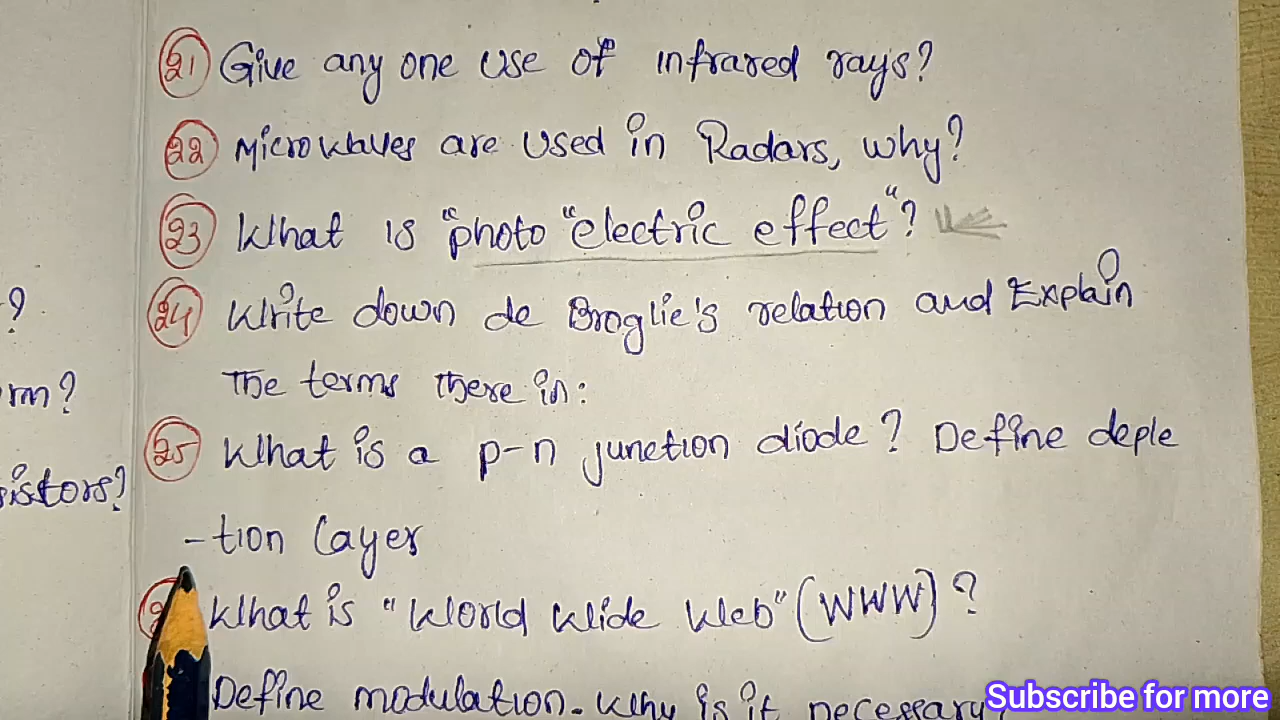 21 Give any one use of infrared rays?
22 Microwaves are used in Radars, why?
23 What is "photo "electric effect"?
24 Write down de Broglie's relation and Explain
-?
The terms there in:
rm?
25 What is a p-n junction diode? Define deple
sistors?
-tion Layer
What is "World Wide Web" (WWW)?
Define modulation. Why is it necessary?
Subscribe for more